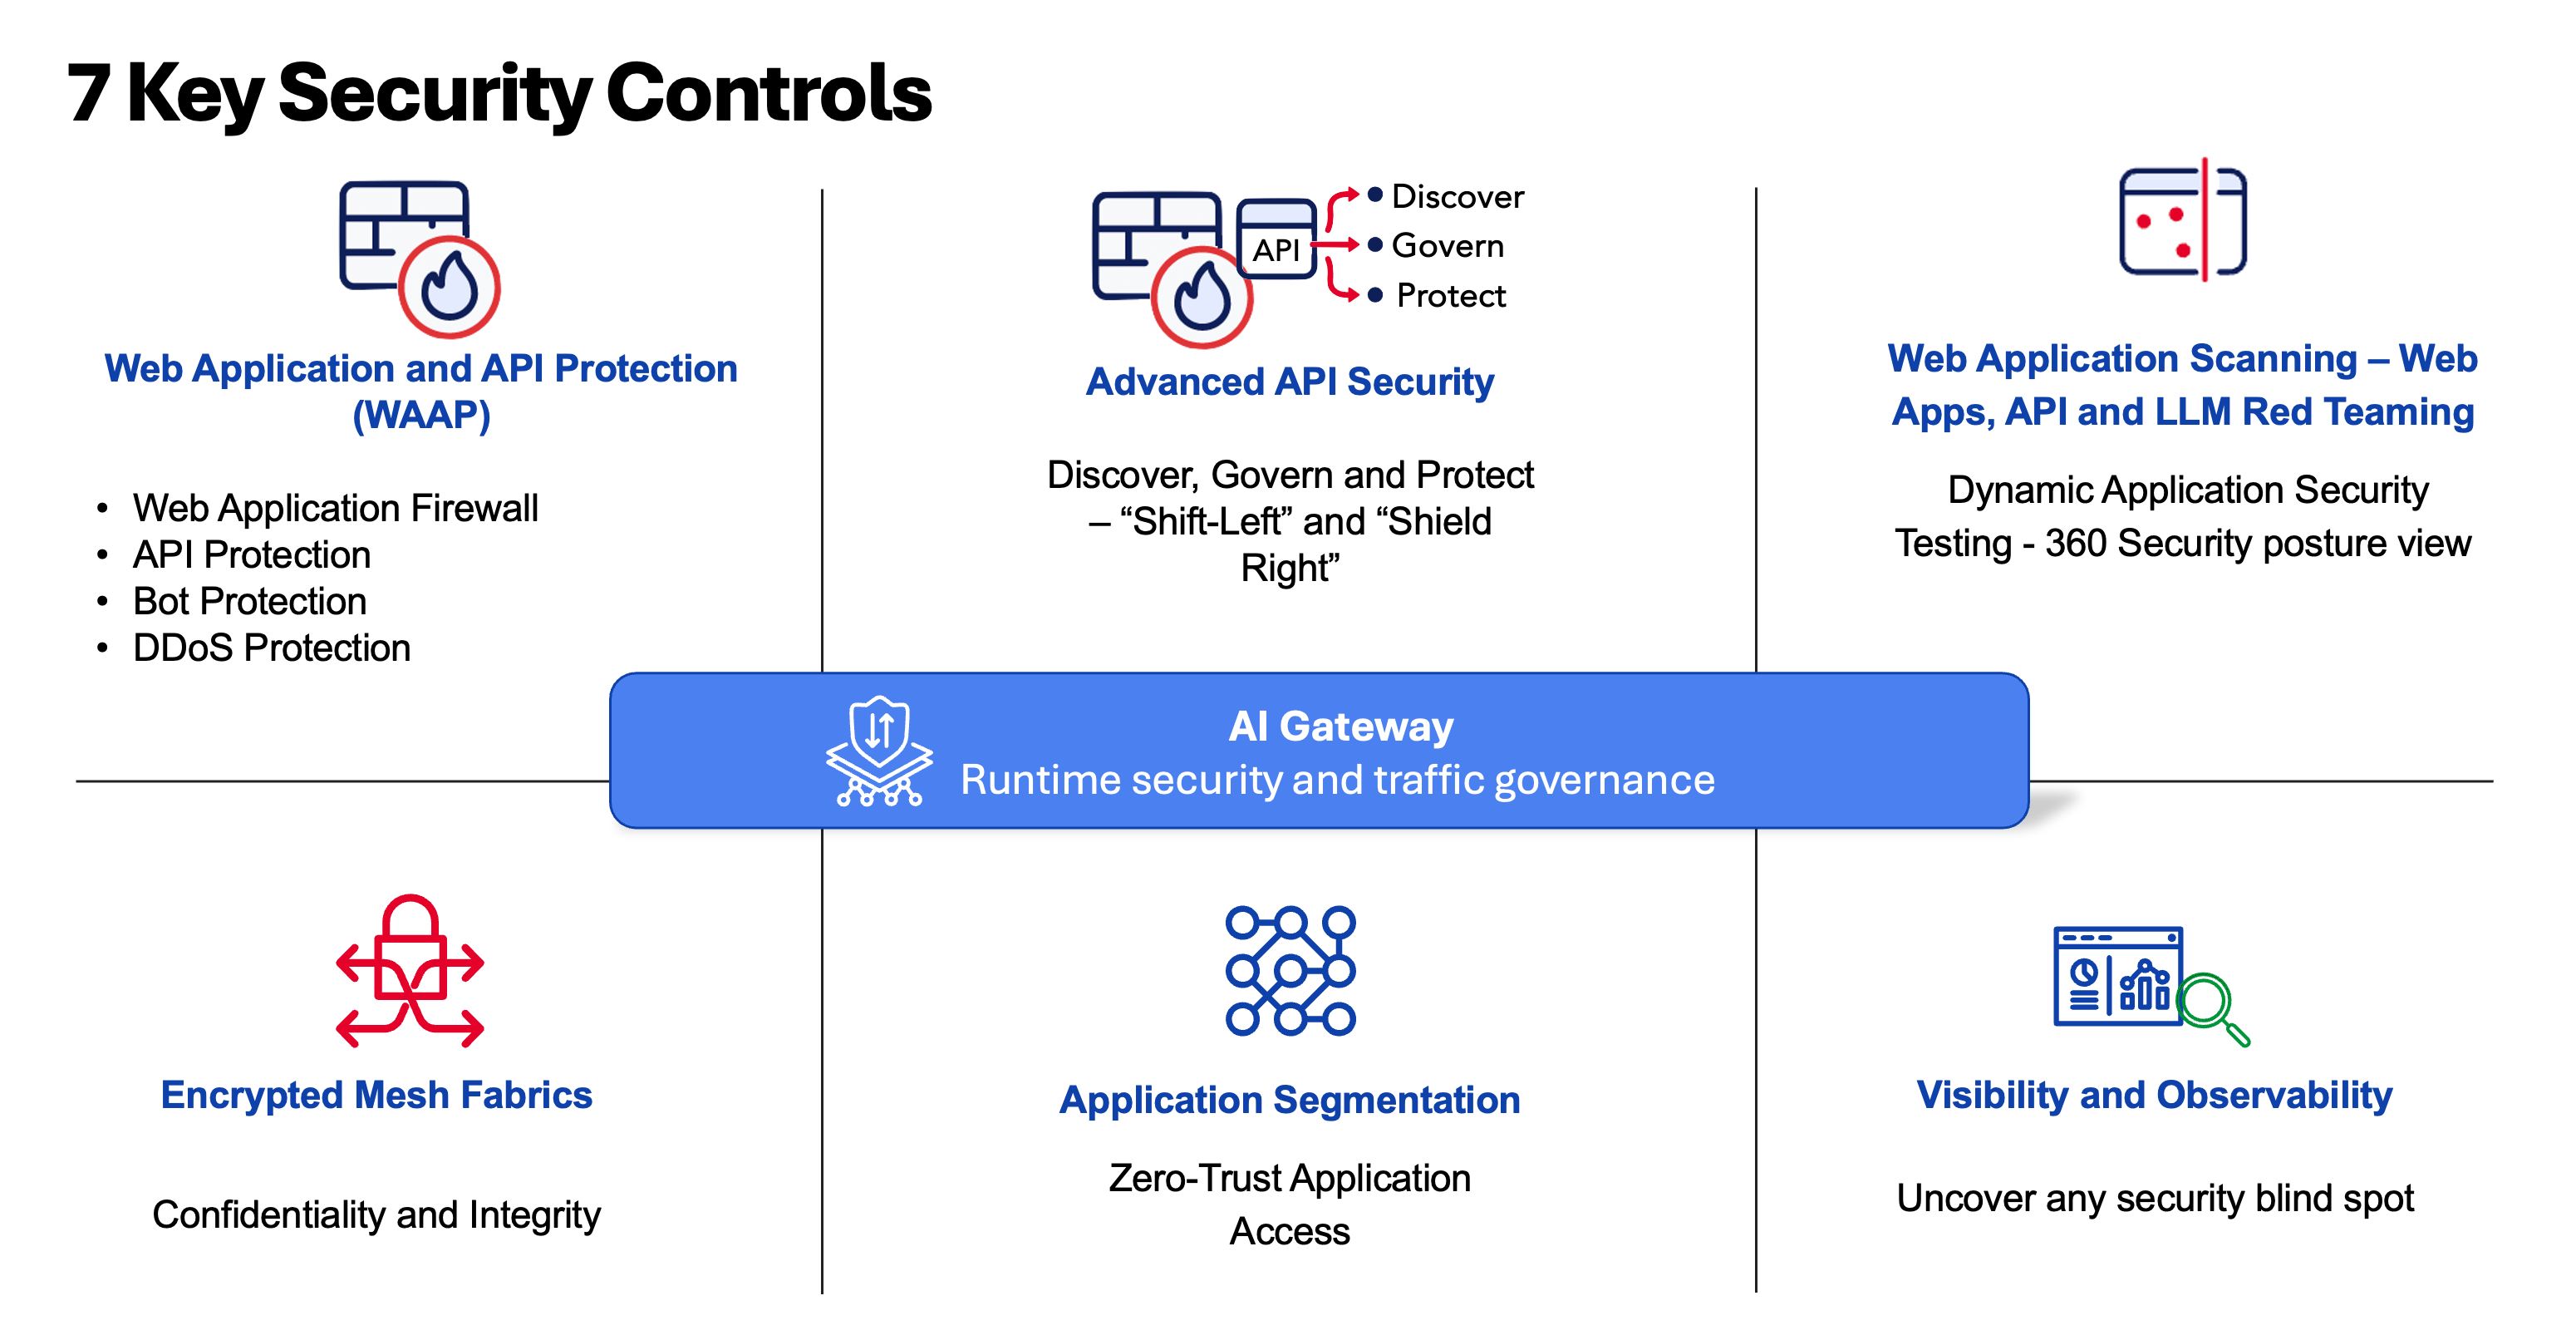 7 Key Security Controls
Web Application and API Protection
(WAAP)
• Web Application Firewall
• API Protection
• Bot Protection
• DDoS Protection
API
• Discover
• Govern
• Protect
Advanced API Security
Discover, Govern and Protect
– “Shift-Left” and “Shield
Right”
Web Application Scanning – Web
Apps, API and LLM Red Teaming
Dynamic Application Security
Testing - 360 Security posture view
AI Gateway
Runtime security and traffic governance
Encrypted Mesh Fabrics
Confidentiality and Integrity
Application Segmentation
Zero-Trust Application
Access
Visibility and Observability
Uncover any security blind spot